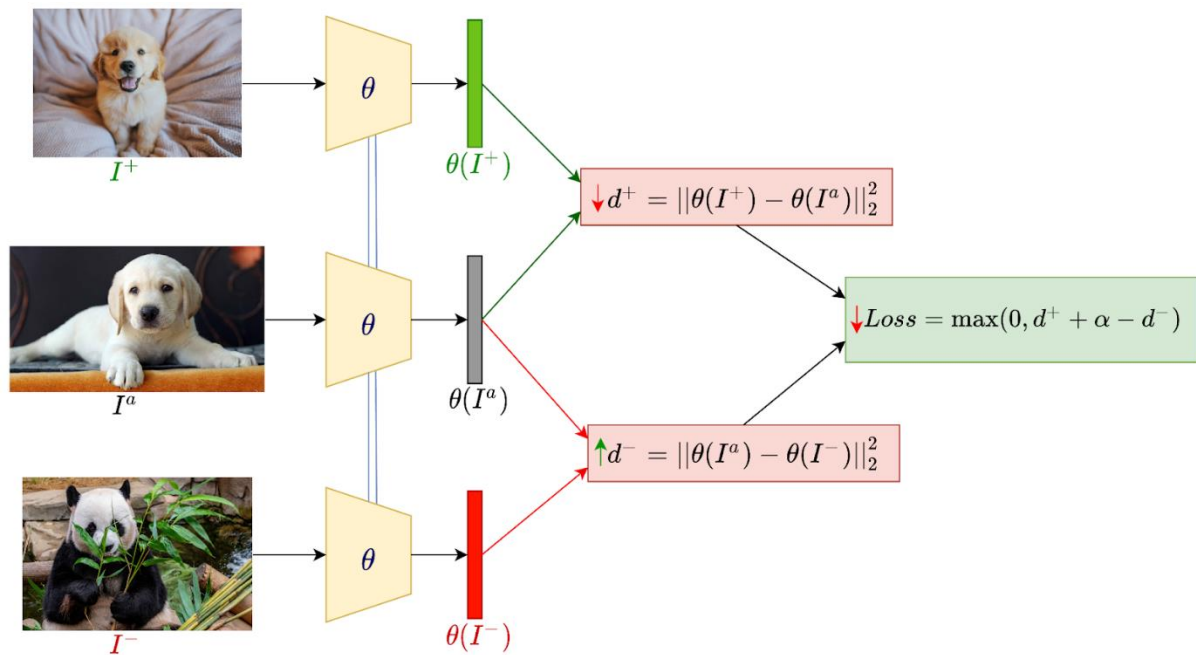 θ
I⁺
θ(I⁺)
↓d⁺ = ||θ(I⁺) − θ(Iᵃ)||₂²
θ
Iᵃ
θ(Iᵃ)
↓Loss = max(0, d⁺ + α − d⁻)
↑d⁻ = ||θ(Iᵃ) − θ(I⁻)||₂²
θ
I⁻
θ(I⁻)